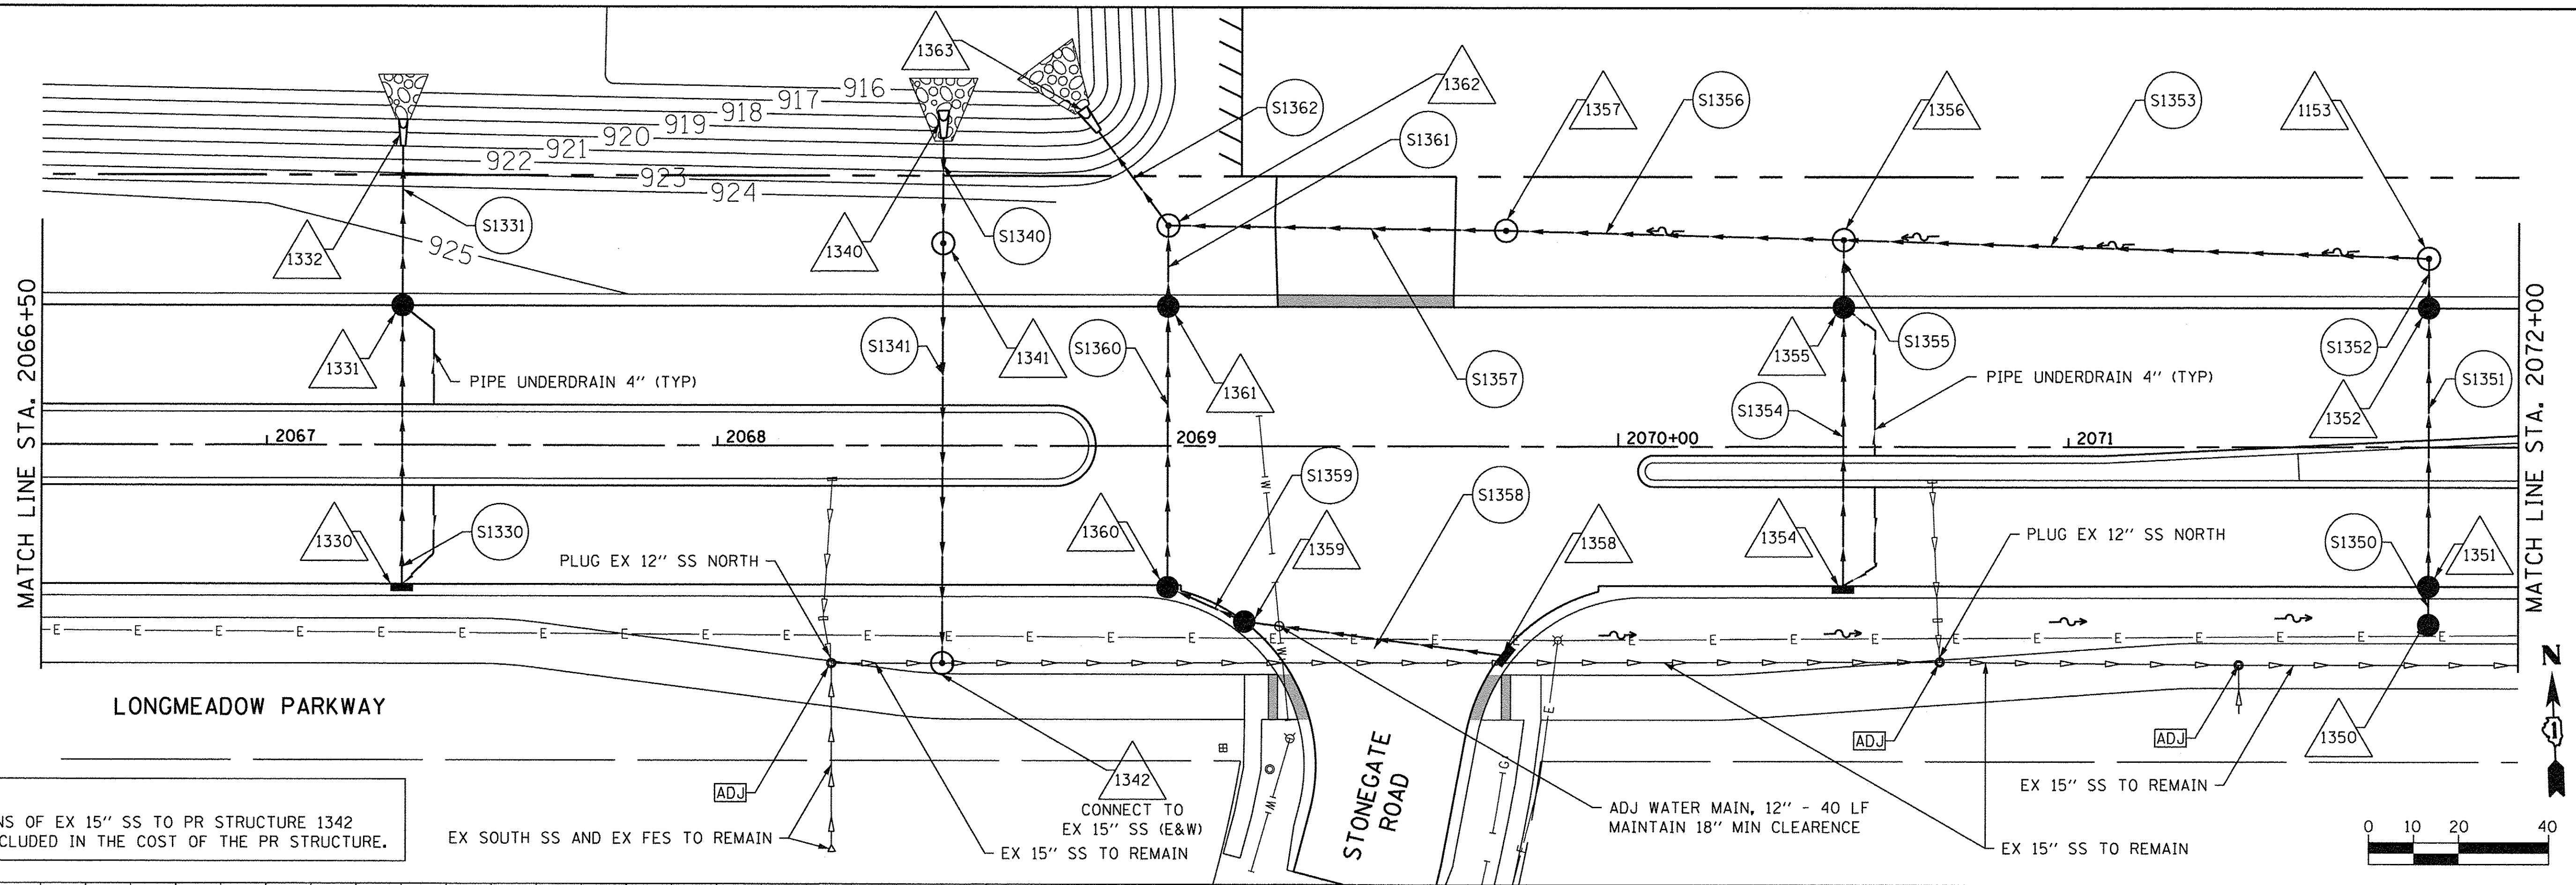 1363
1362
1357
S1356
1356
S1353
1153
S1362
S1361
916
917
918
919
920
921
922
923
924
925
1332
S1331
1340
S1340
MATCH LINE STA. 2066+50
MATCH LINE STA. 2072+00
1331
PIPE UNDERDRAIN 4" (TYP)
S1341
1341
S1360
1361
S1357
1355
S1355
PIPE UNDERDRAIN 4" (TYP)
S1352
1352
S1351
S1354
2067
2068
2069
2070+00
2071
W
S1359
S1358
1330
S1330
1360
1359
1358
1354
S1350
1351
PLUG EX 12" SS NORTH
PLUG EX 12" SS NORTH
E E E E E E E E E E E E E E E E E E E E E E E E E E E
W
LONGMEADOW PARKWAY
1342
CONNECT TO
EX 15" SS (E&W)
ADJ
ADJ
ADJ
1350
N
1
E
G
W
STONEGATE
ROAD
NS OF EX 15" SS TO PR STRUCTURE 1342
CLUDED IN THE COST OF THE PR STRUCTURE.
EX SOUTH SS AND EX FES TO REMAIN
EX 15" SS TO REMAIN
ADJ WATER MAIN, 12" - 40 LF
MAINTAIN 18" MIN CLEARENCE
EX 15" SS TO REMAIN
EX 15" SS TO REMAIN
0 10 20 40